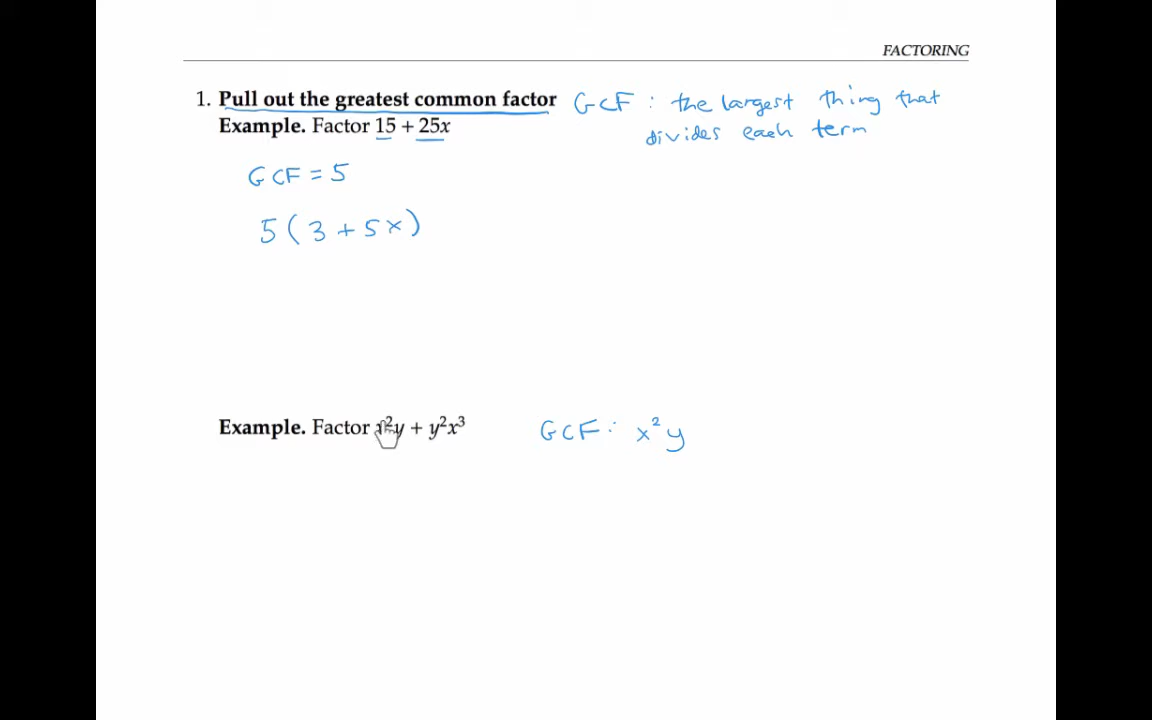 FACTORING
1. Pull out the greatest common factor GCF : the largest thing that
Example. Factor 15 + 25x divides each term
GCF = 5
5 ( 3 + 5x )
Example. Factor x²y + y²x³ GCF : x²y